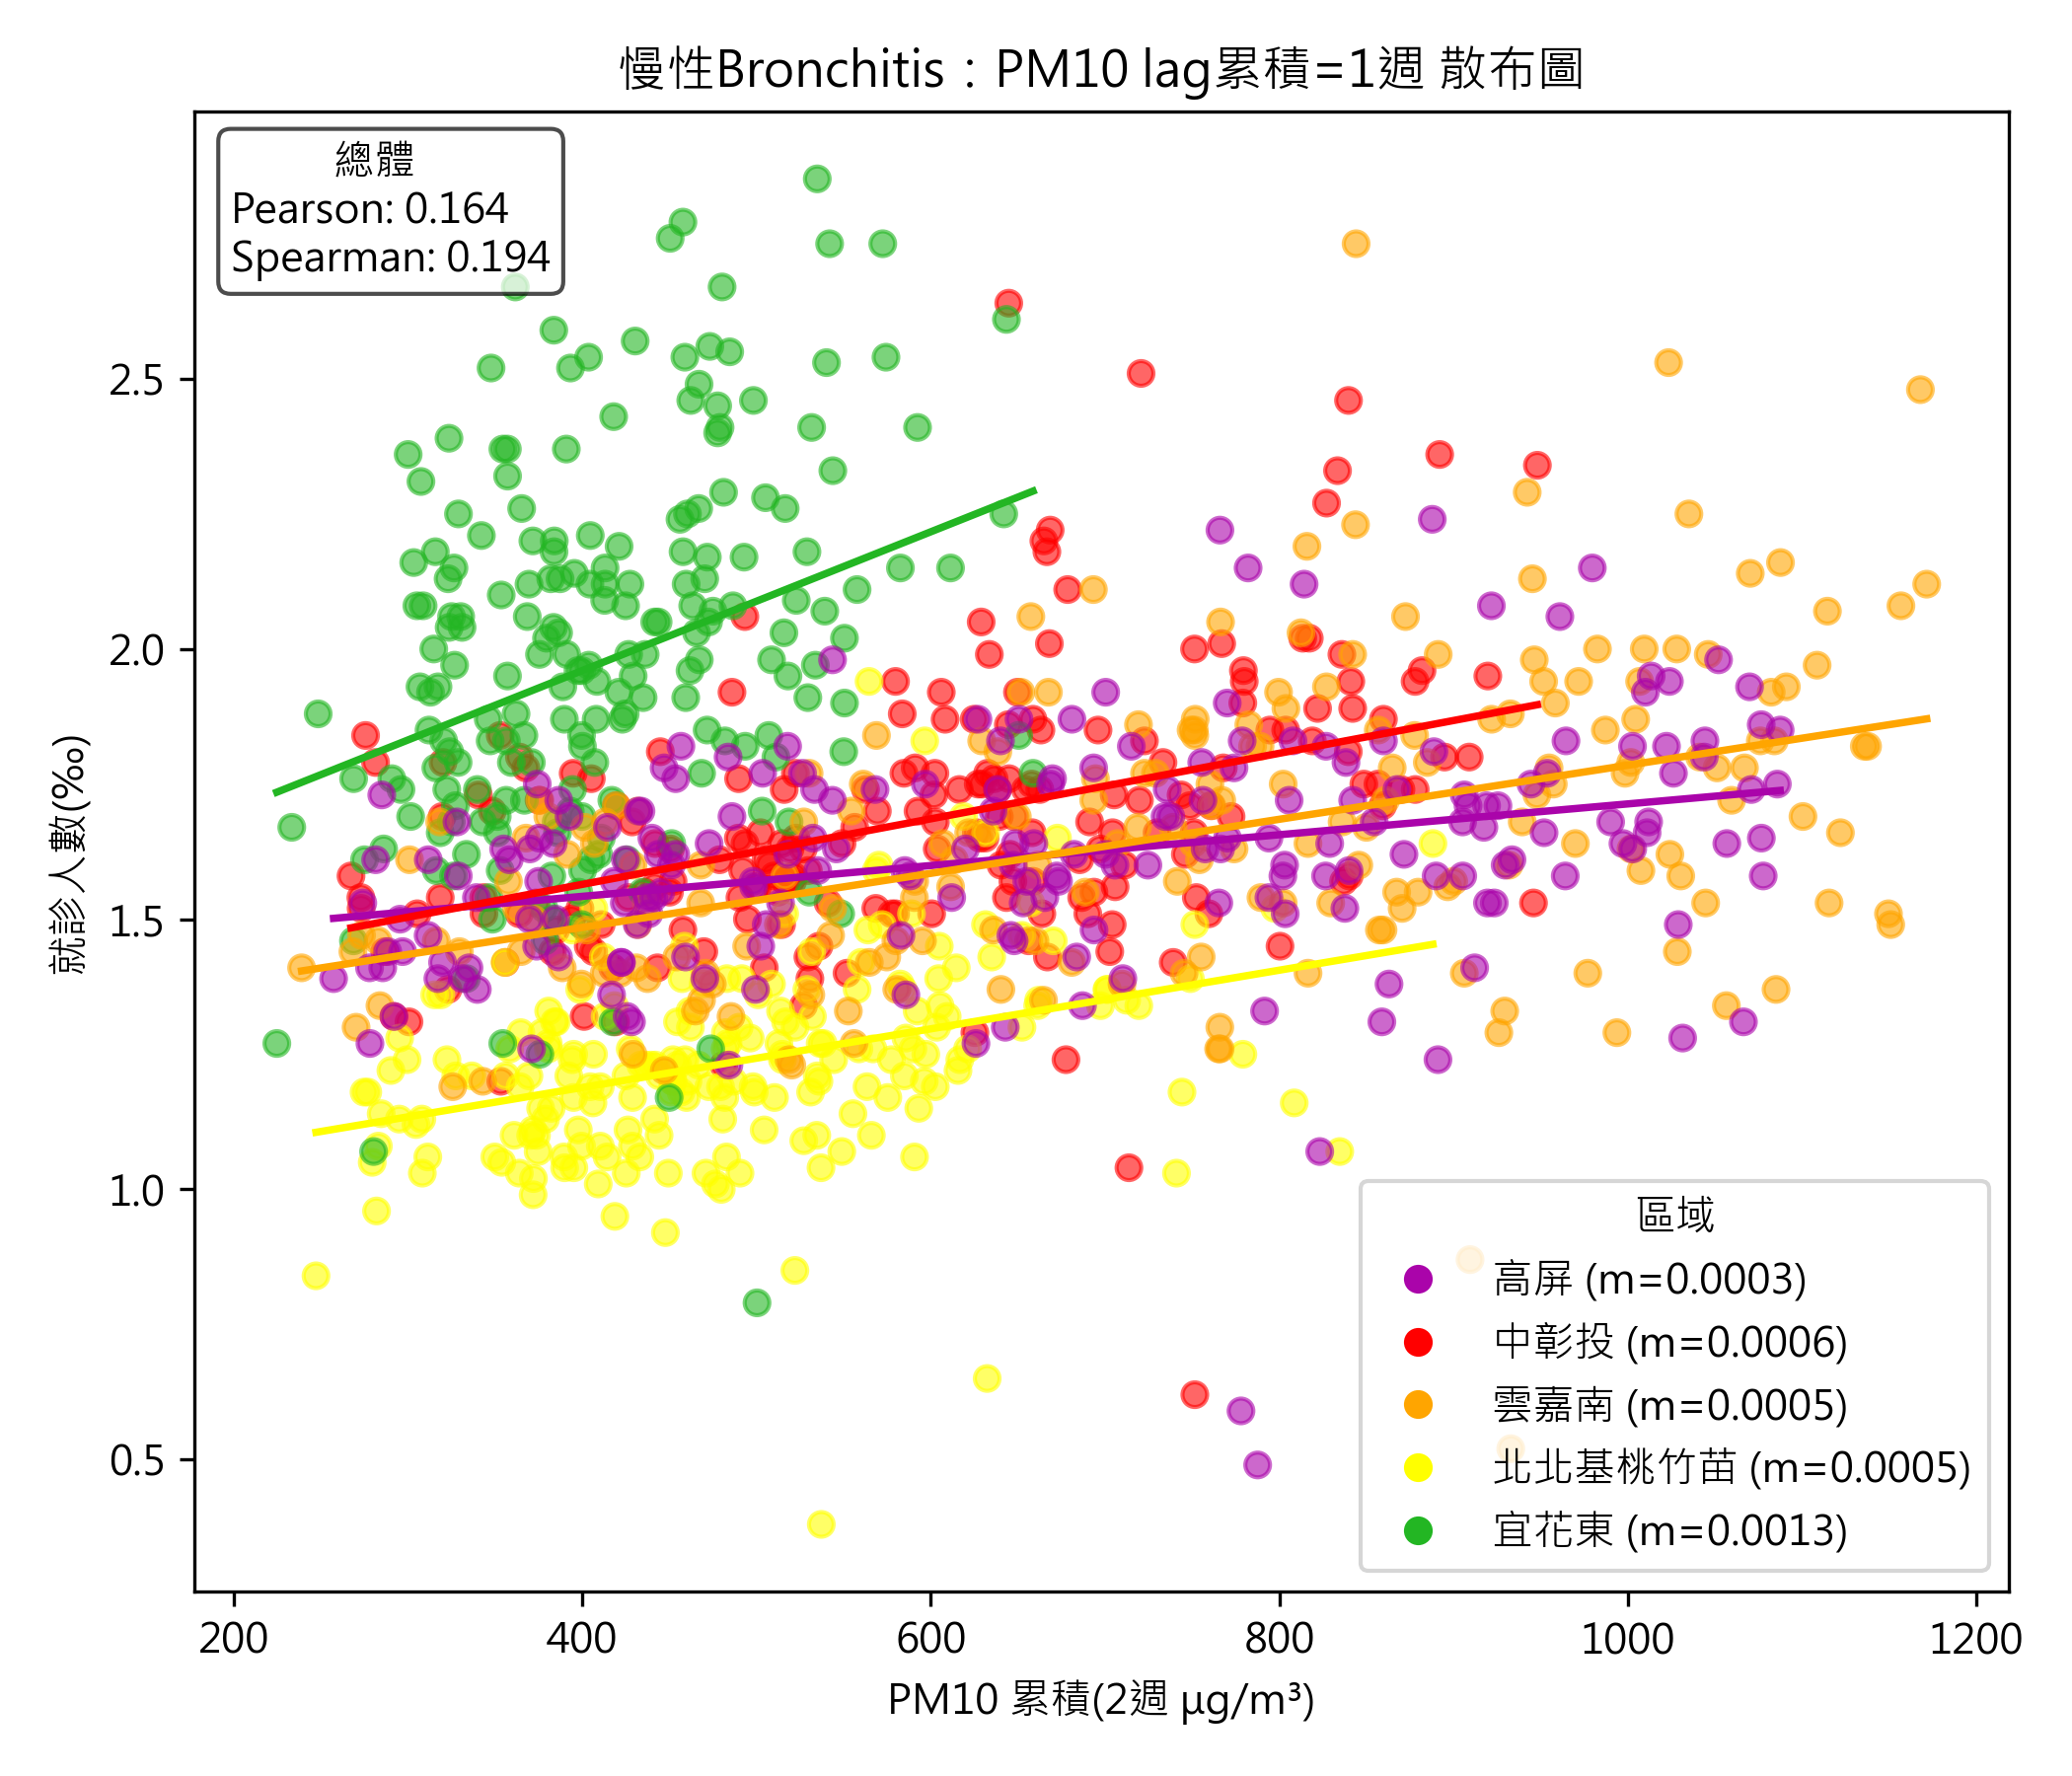 慢性Bronchitis：PM10 lag累積=1週 散布圖
總體
Pearson: 0.164
Spearman: 0.194
就診人數(‰)
2.5
2.0
1.5
1.0
0.5
區域
高屏 (m=0.0003)
中彰投 (m=0.0006)
雲嘉南 (m=0.0005)
北北基桃竹苗 (m=0.0005)
宜花東 (m=0.0013)
200 400 600 800 1000 1200
PM10 累積(2週 μg/m³)